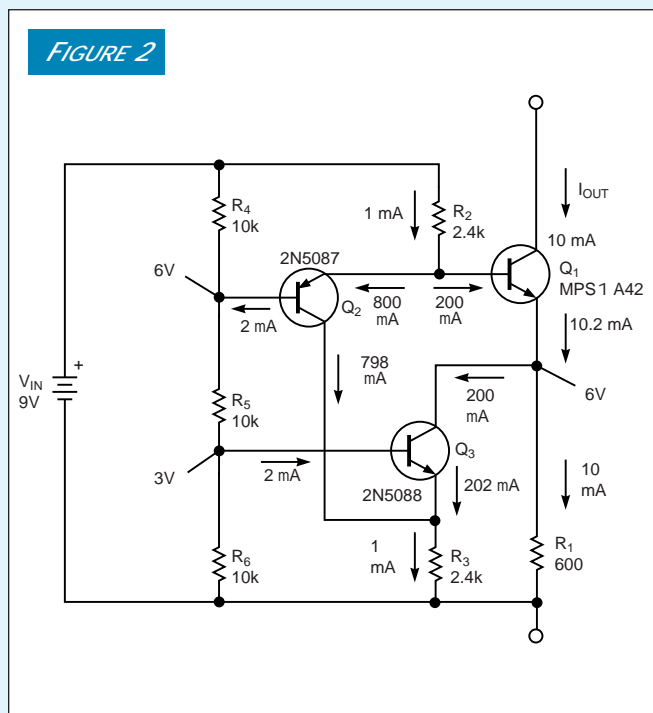 FIGURE 2
R4
10k
1 mA
R2
2.4k
IOUT
10 mA
Q1
MPS1 A42
2N5087
6V
Q2
800
mA
200
mA
2 mA
10.2 mA
VIN
9V
+
798
mA
200
mA
6V
R5
10k
Q3
3V
2 mA
2N5088
202 mA
10
mA
R6
10k
1
mA
R3
2.4k
R1
600